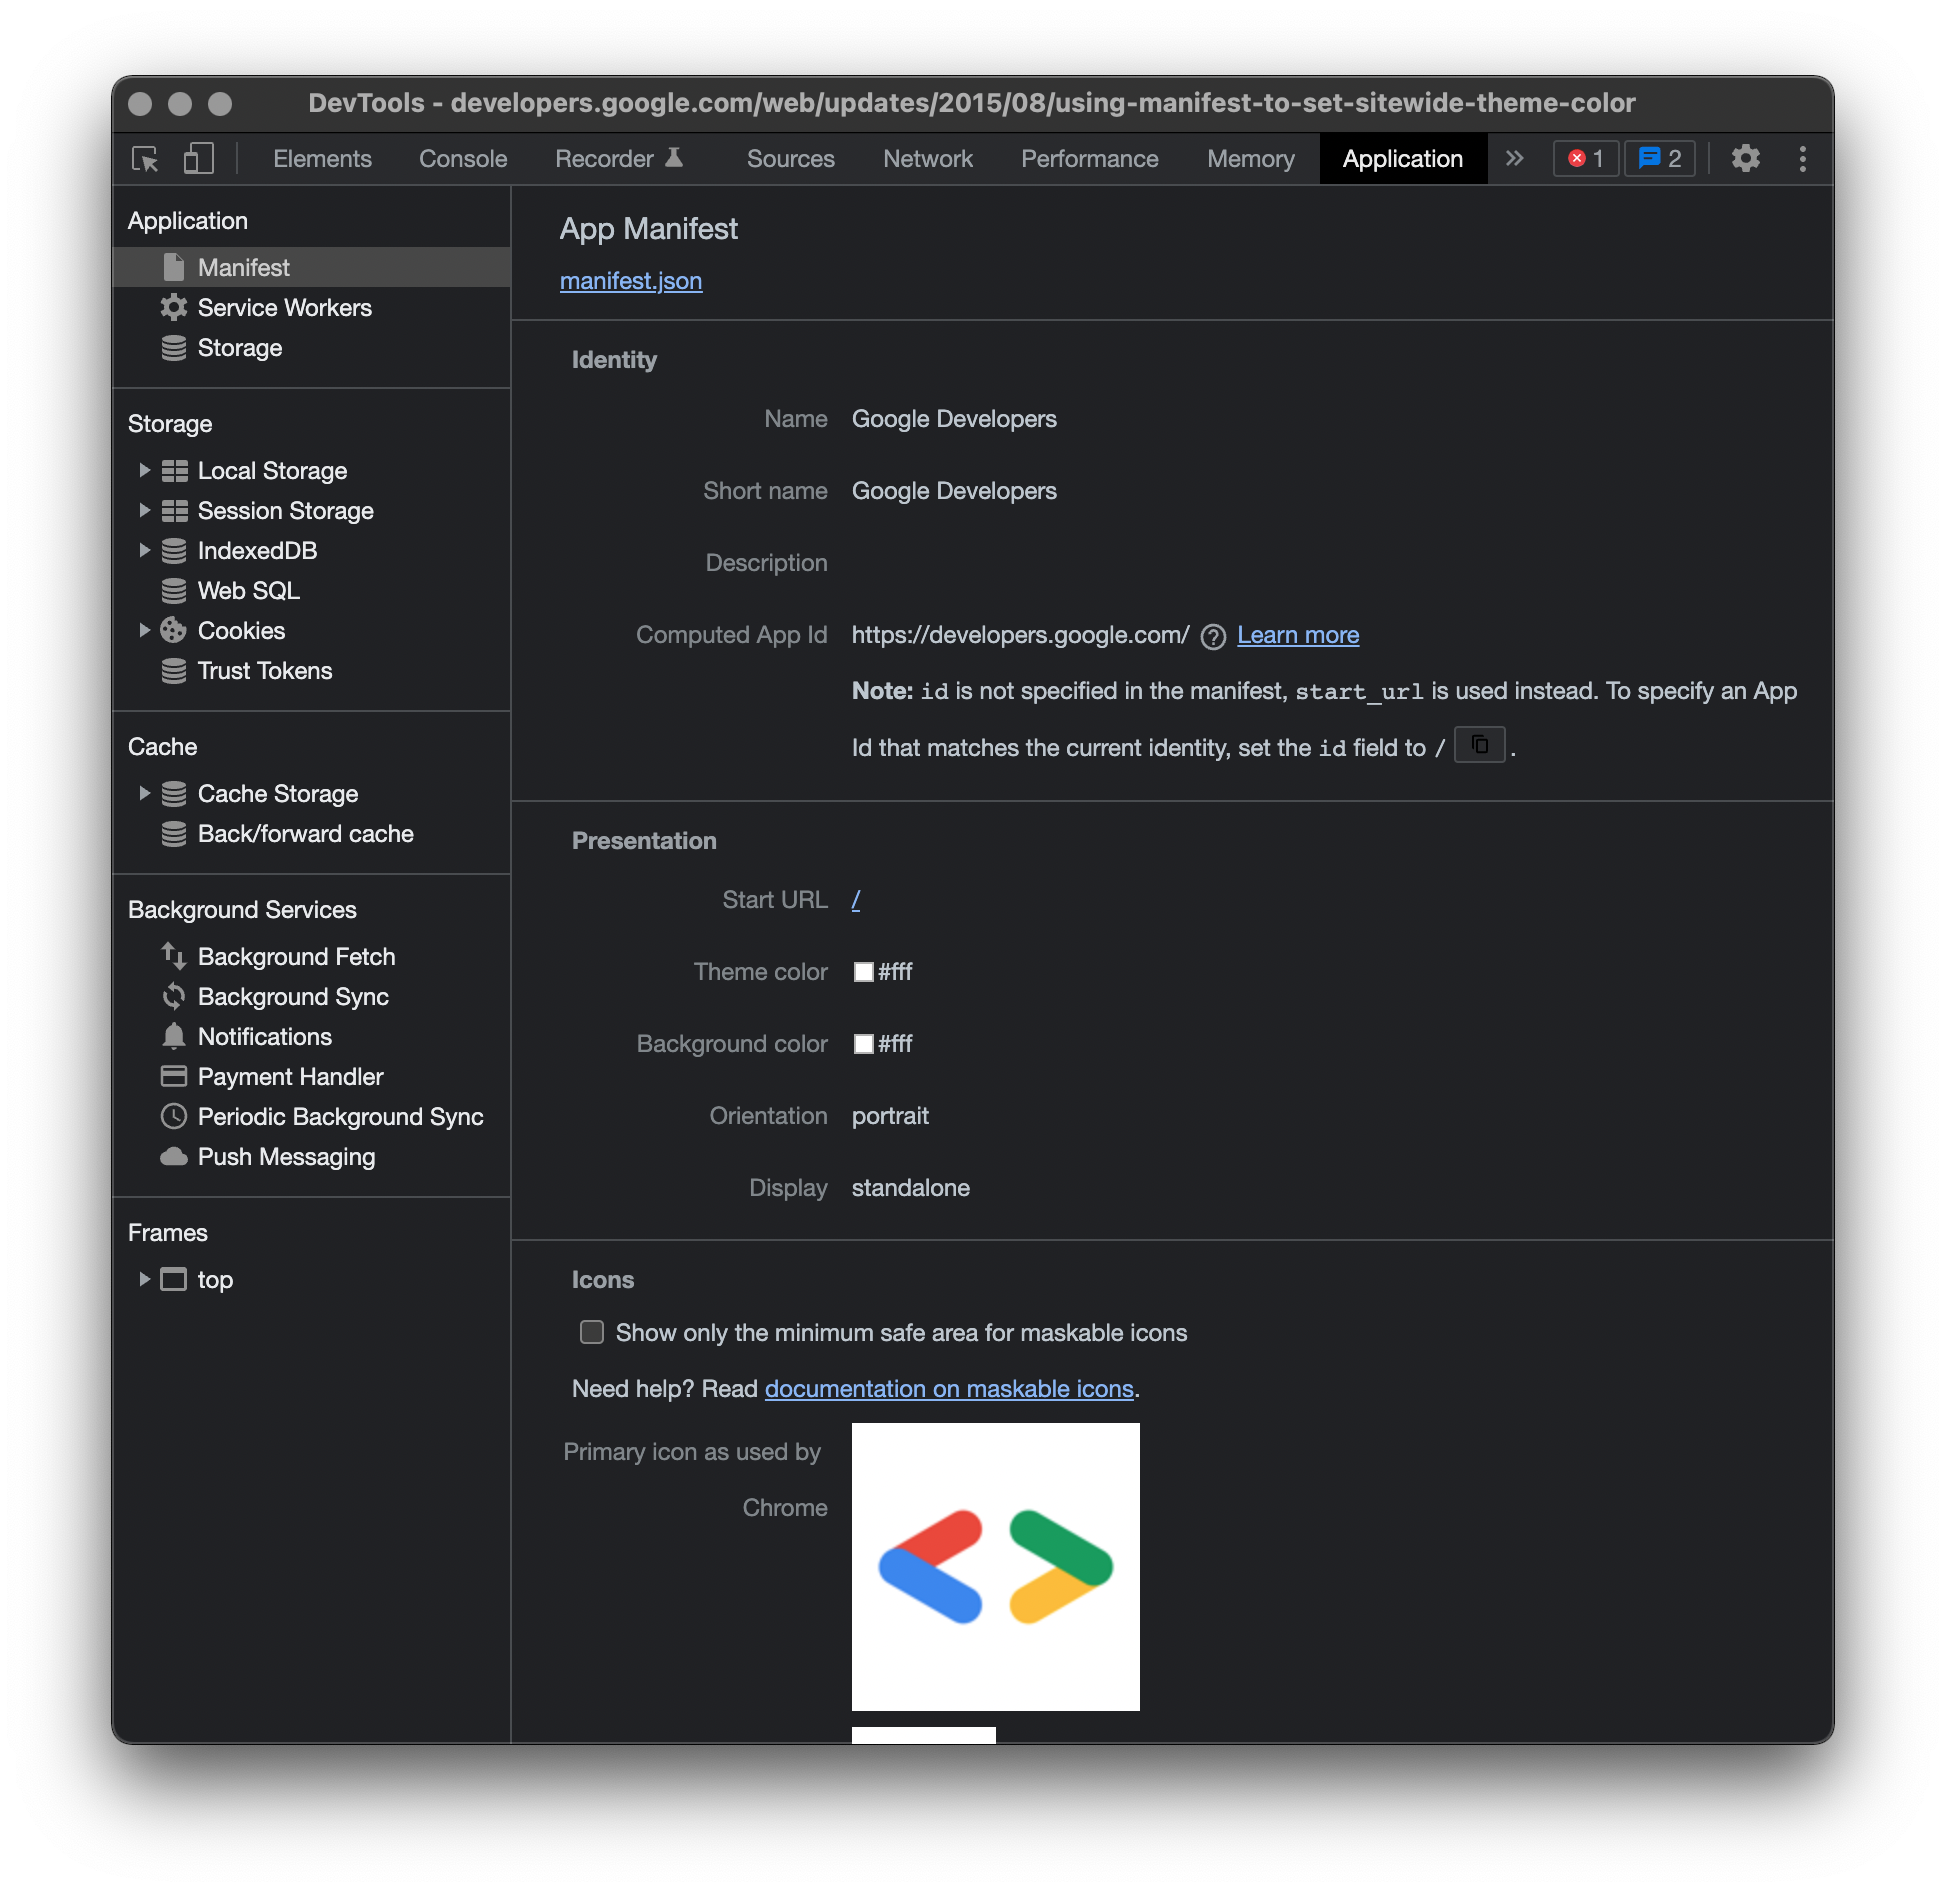 DevTools - developers.google.com/web/updates/2015/08/using-manifest-to-set-sitewide-theme-color
Elements Console Recorder Sources Network Performance Memory Application » 1 2
Application
Manifest
Service Workers
Storage
Storage
Local Storage
Session Storage
IndexedDB
Web SQL
Cookies
Trust Tokens
Cache
Cache Storage
Back/forward cache
Background Services
Background Fetch
Background Sync
Notifications
Payment Handler
Periodic Background Sync
Push Messaging
Frames
top
App Manifest
manifest.json
Identity
Name Google Developers
Short name Google Developers
Description
Computed App Id https://developers.google.com/ ? Learn more
Note: id is not specified in the manifest, start_url is used instead. To specify an App
Id that matches the current identity, set the id field to / .
Presentation
Start URL /
Theme color #fff
Background color #fff
Orientation portrait
Display standalone
Icons
Show only the minimum safe area for maskable icons
Need help? Read documentation on maskable icons.
Primary icon as used by
Chrome